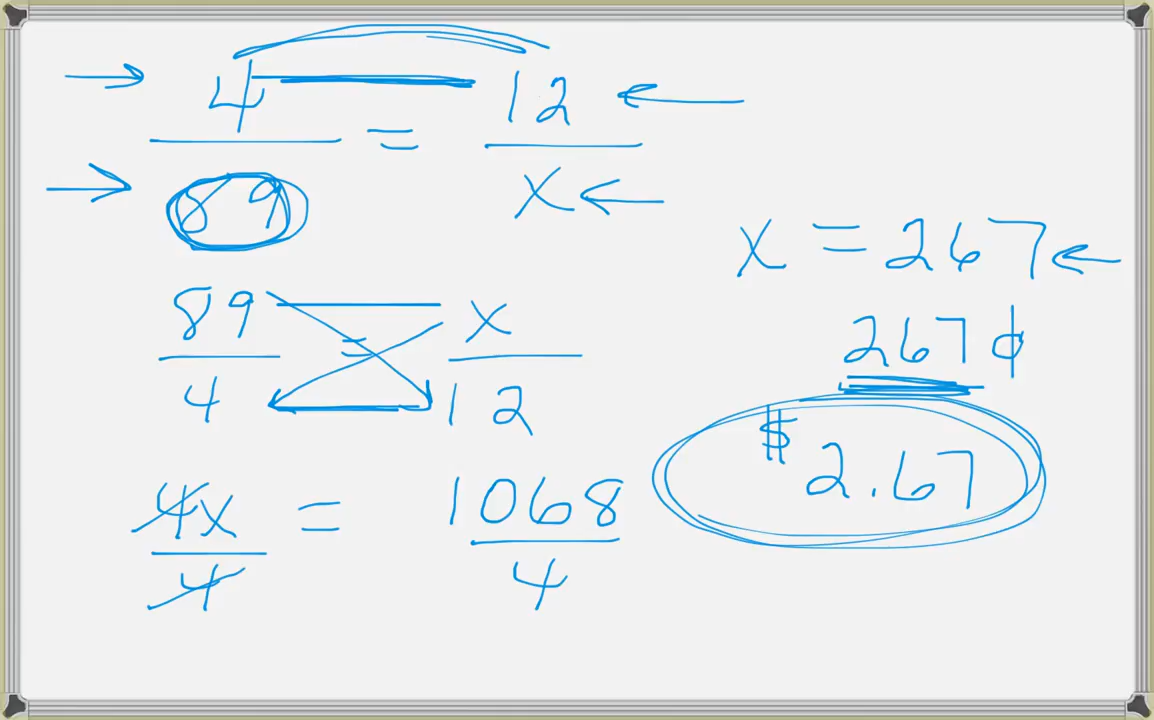 4 = 12
89 x
x = 267
89 = x
4 12
267¢
$2.67
4x = 1068
4 4